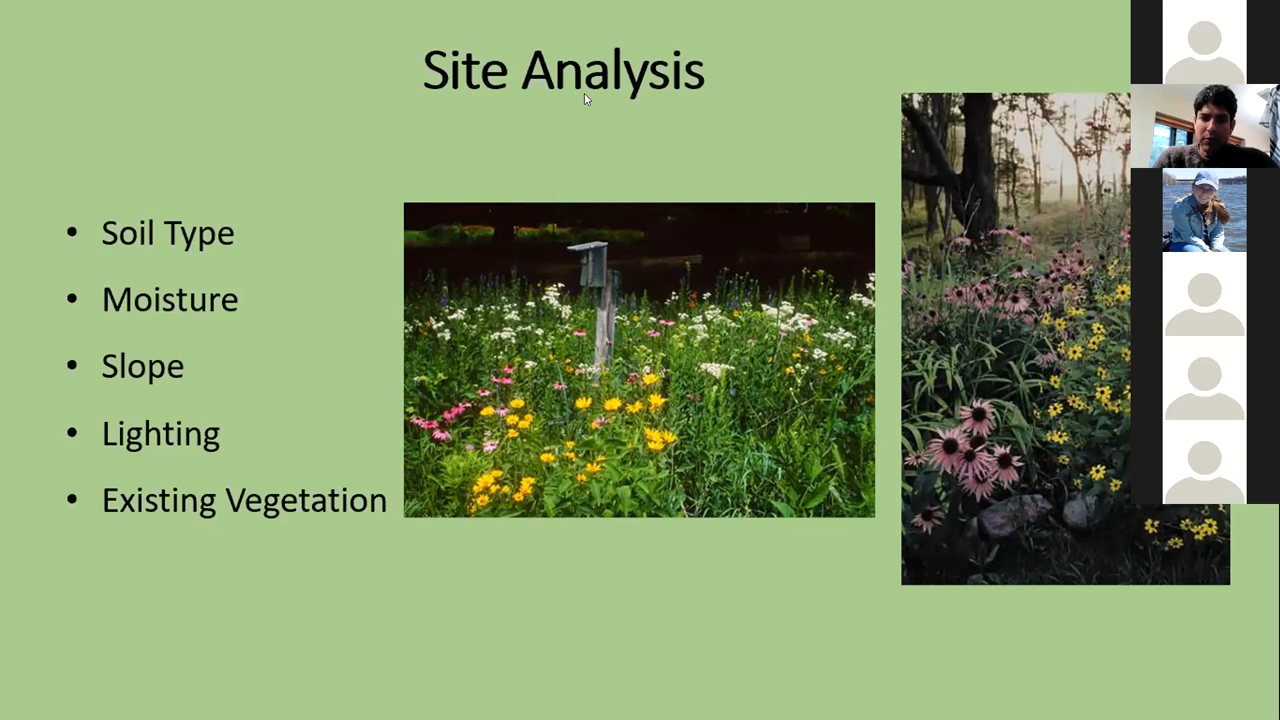 Site Analysis
• Soil Type
• Moisture
• Slope
• Lighting
• Existing Vegetation